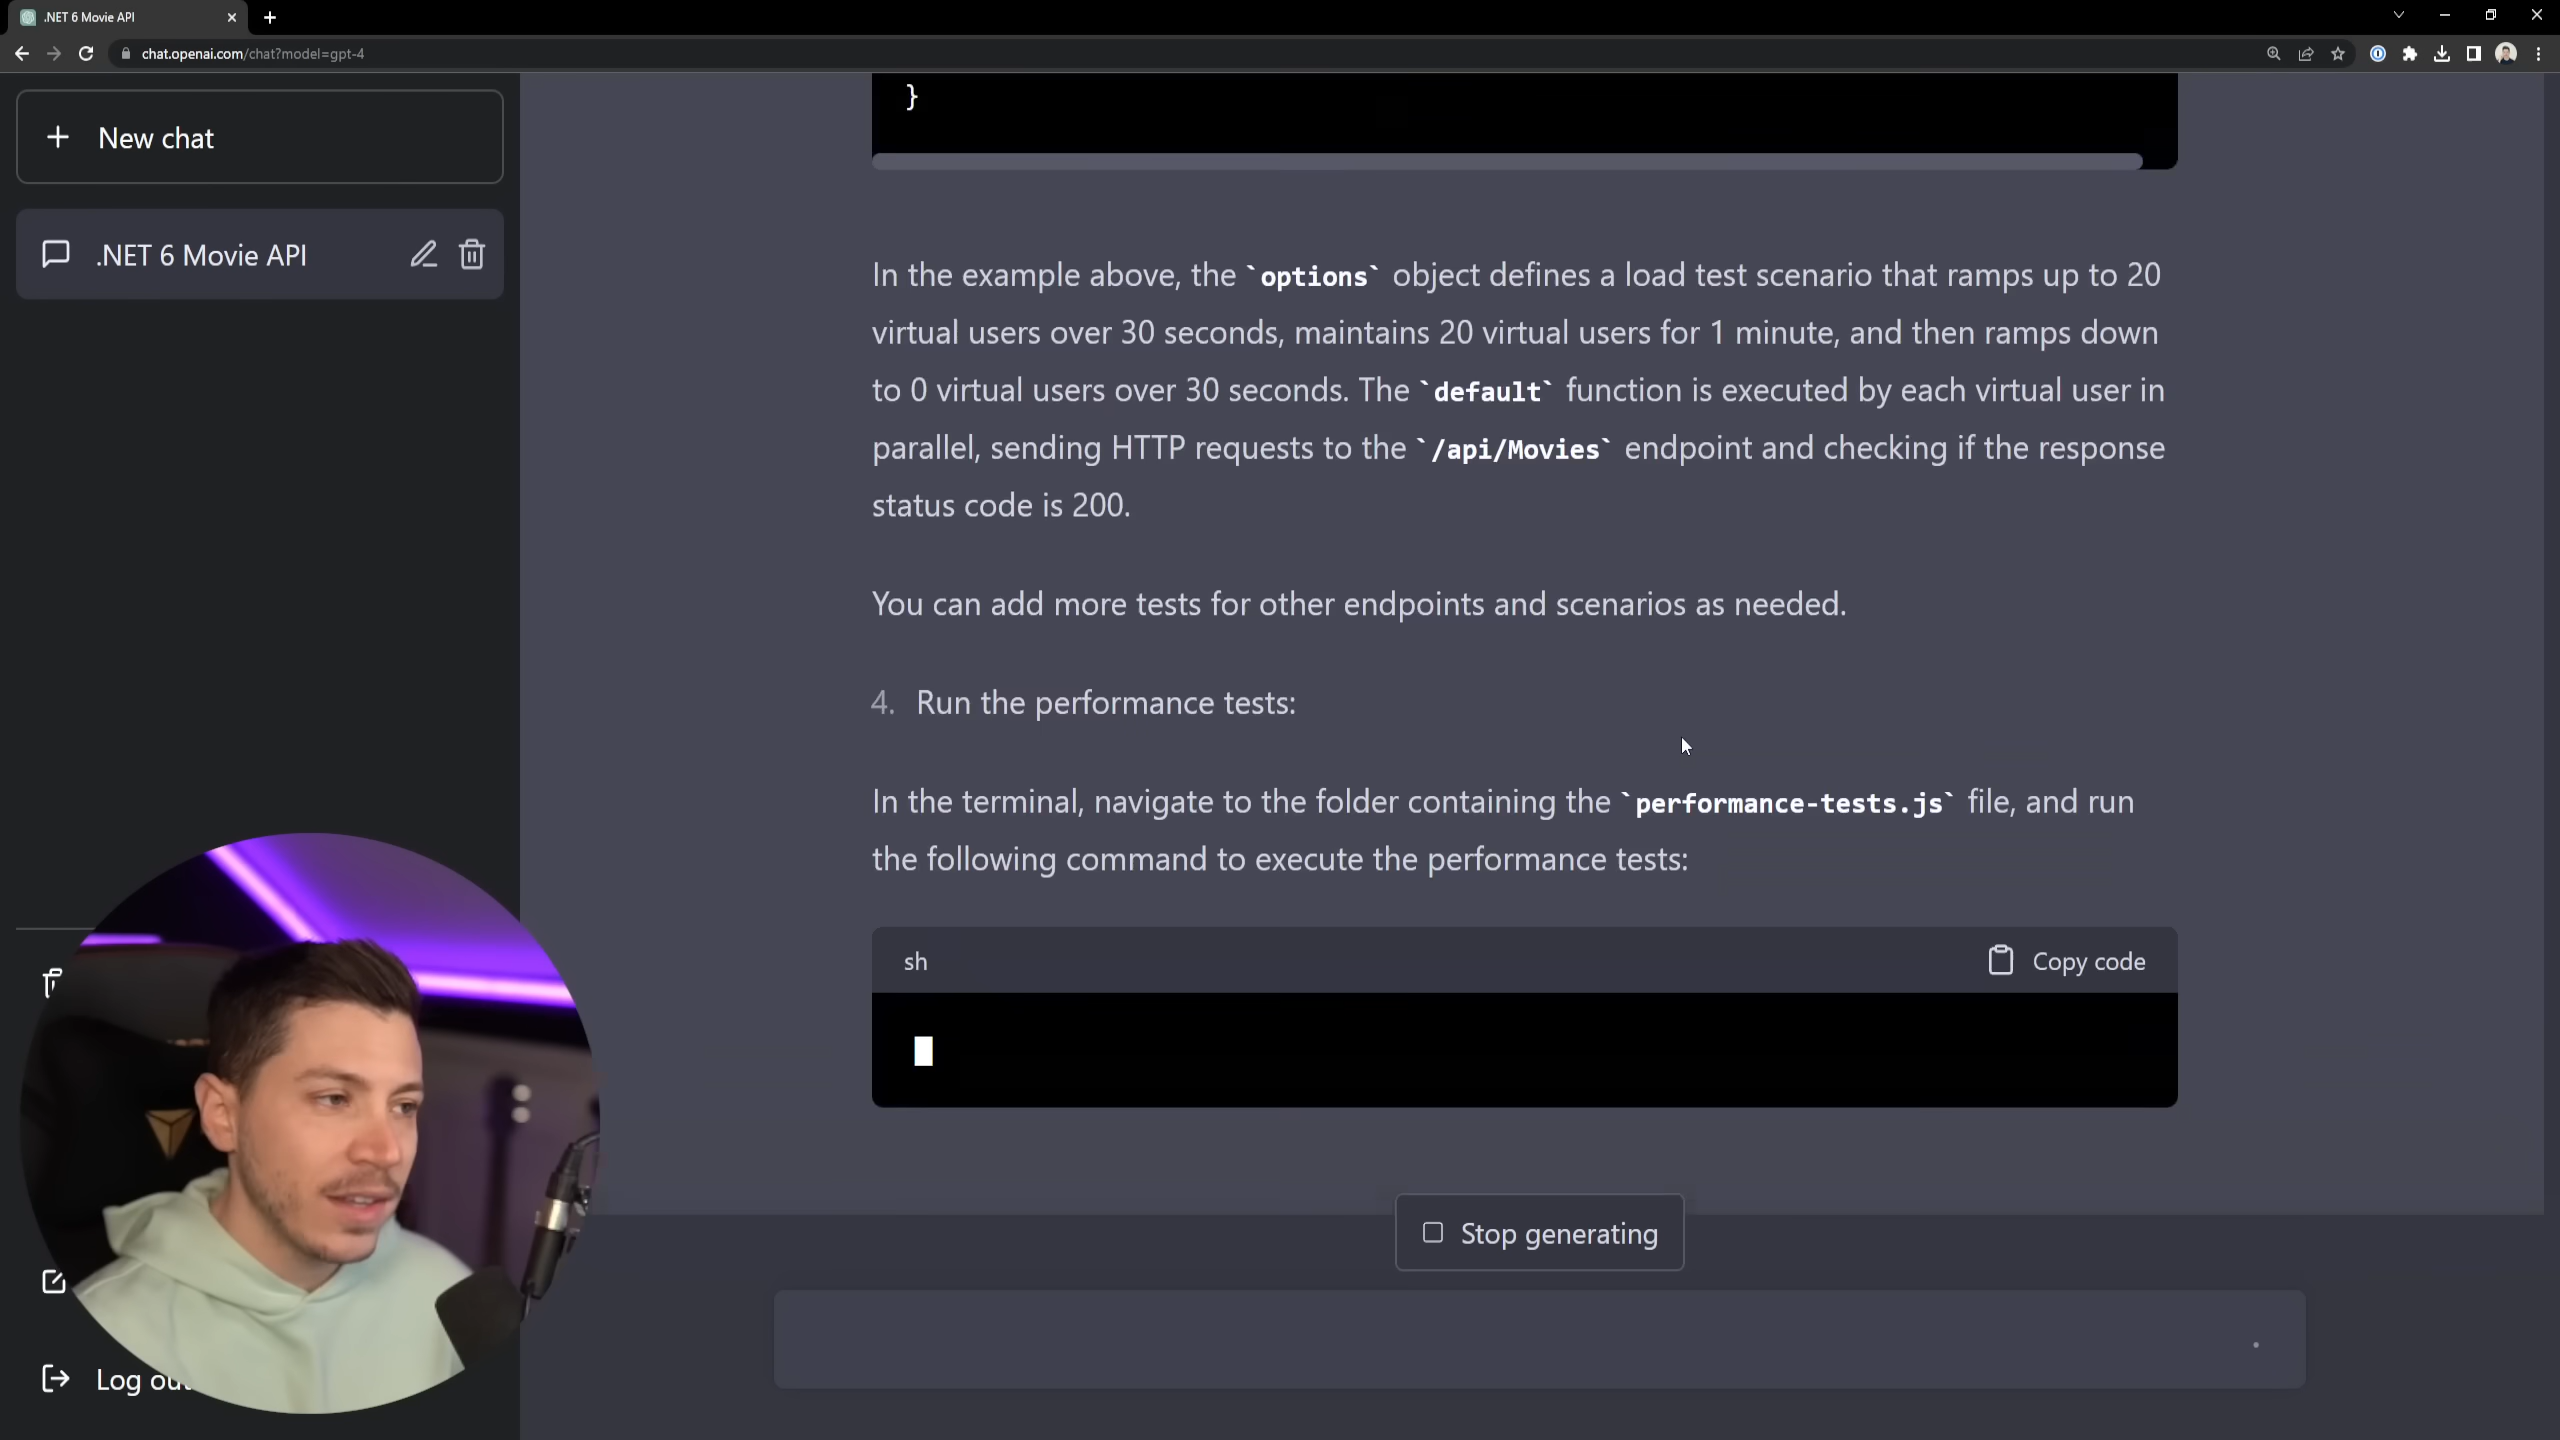 .NET 6 Movie API
chat.openai.com/chat?model=gpt-4
New chat
.NET 6 Movie API
}
In the example above, the `options` object defines a load test scenario that ramps up to 20
virtual users over 30 seconds, maintains 20 virtual users for 1 minute, and then ramps down
to 0 virtual users over 30 seconds. The `default` function is executed by each virtual user in
parallel, sending HTTP requests to the `/api/Movies` endpoint and checking if the response
status code is 200.
You can add more tests for other endpoints and scenarios as needed.
4. Run the performance tests:
In the terminal, navigate to the folder containing the `performance-tests.js` file, and run
the following command to execute the performance tests:
sh
Copy code
Stop generating
Log out